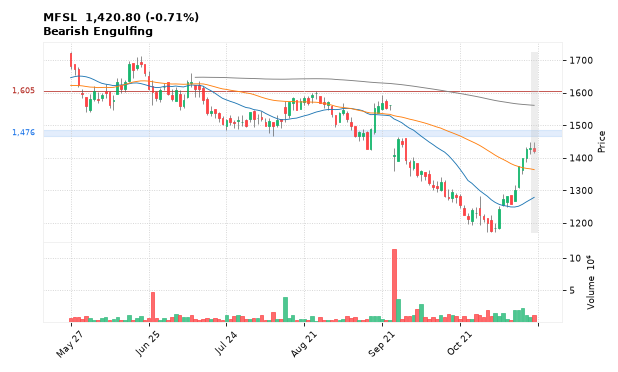 MFSL 1,420.80 (-0.71%)
Bearish Engulfing
1,605
1,476
1700
1600
1500
1400
1300
1200
Price
10
5
Volume 10⁶
May 27
Jun 25
Jul 24
Aug 21
Sep 21
Oct 21